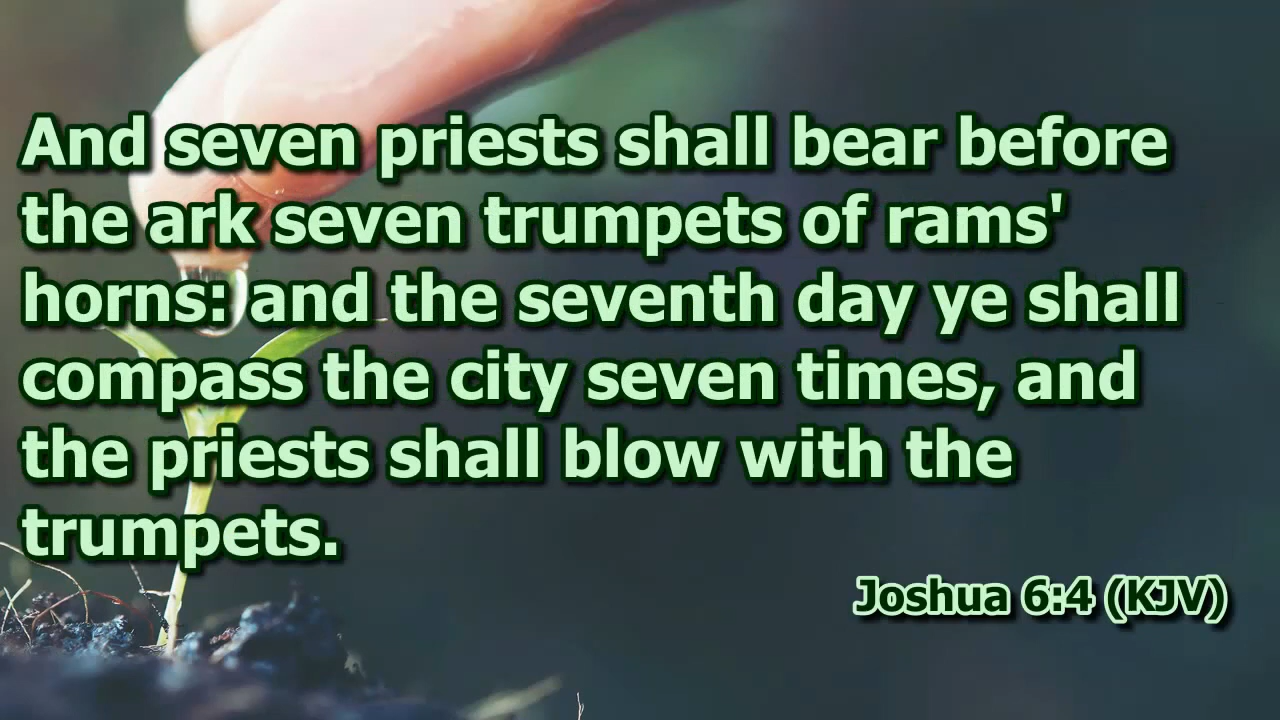 And seven priests shall bear before
the ark seven trumpets of rams'
horns: and the seventh day ye shall
compass the city seven times, and
the priests shall blow with the
trumpets.
Joshua 6:4 (KJV)